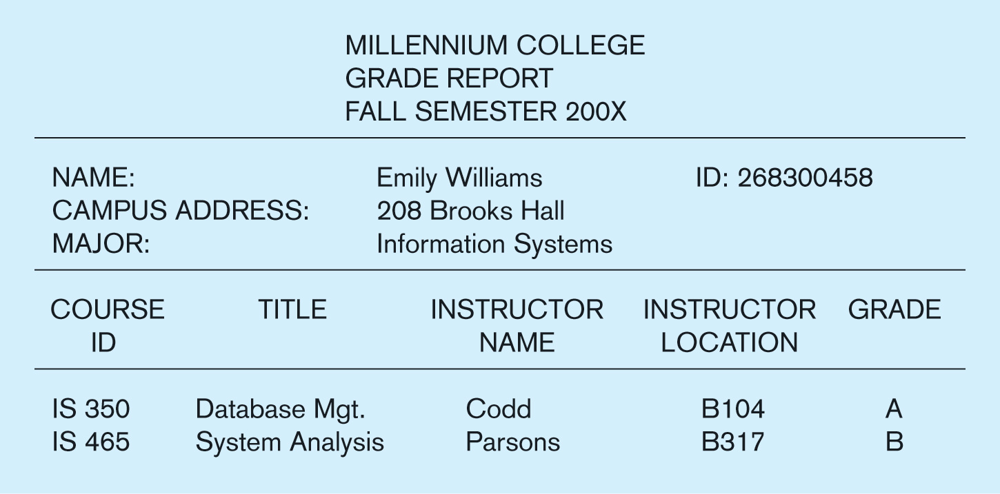 MILLENNIUM COLLEGE
GRADE REPORT
FALL SEMESTER 200X
NAME: Emily Williams ID: 268300458
CAMPUS ADDRESS: 208 Brooks Hall
MAJOR: Information Systems
COURSE TITLE INSTRUCTOR INSTRUCTOR GRADE
ID NAME LOCATION
IS 350 Database Mgt. Codd B104 A
IS 465 System Analysis Parsons B317 B